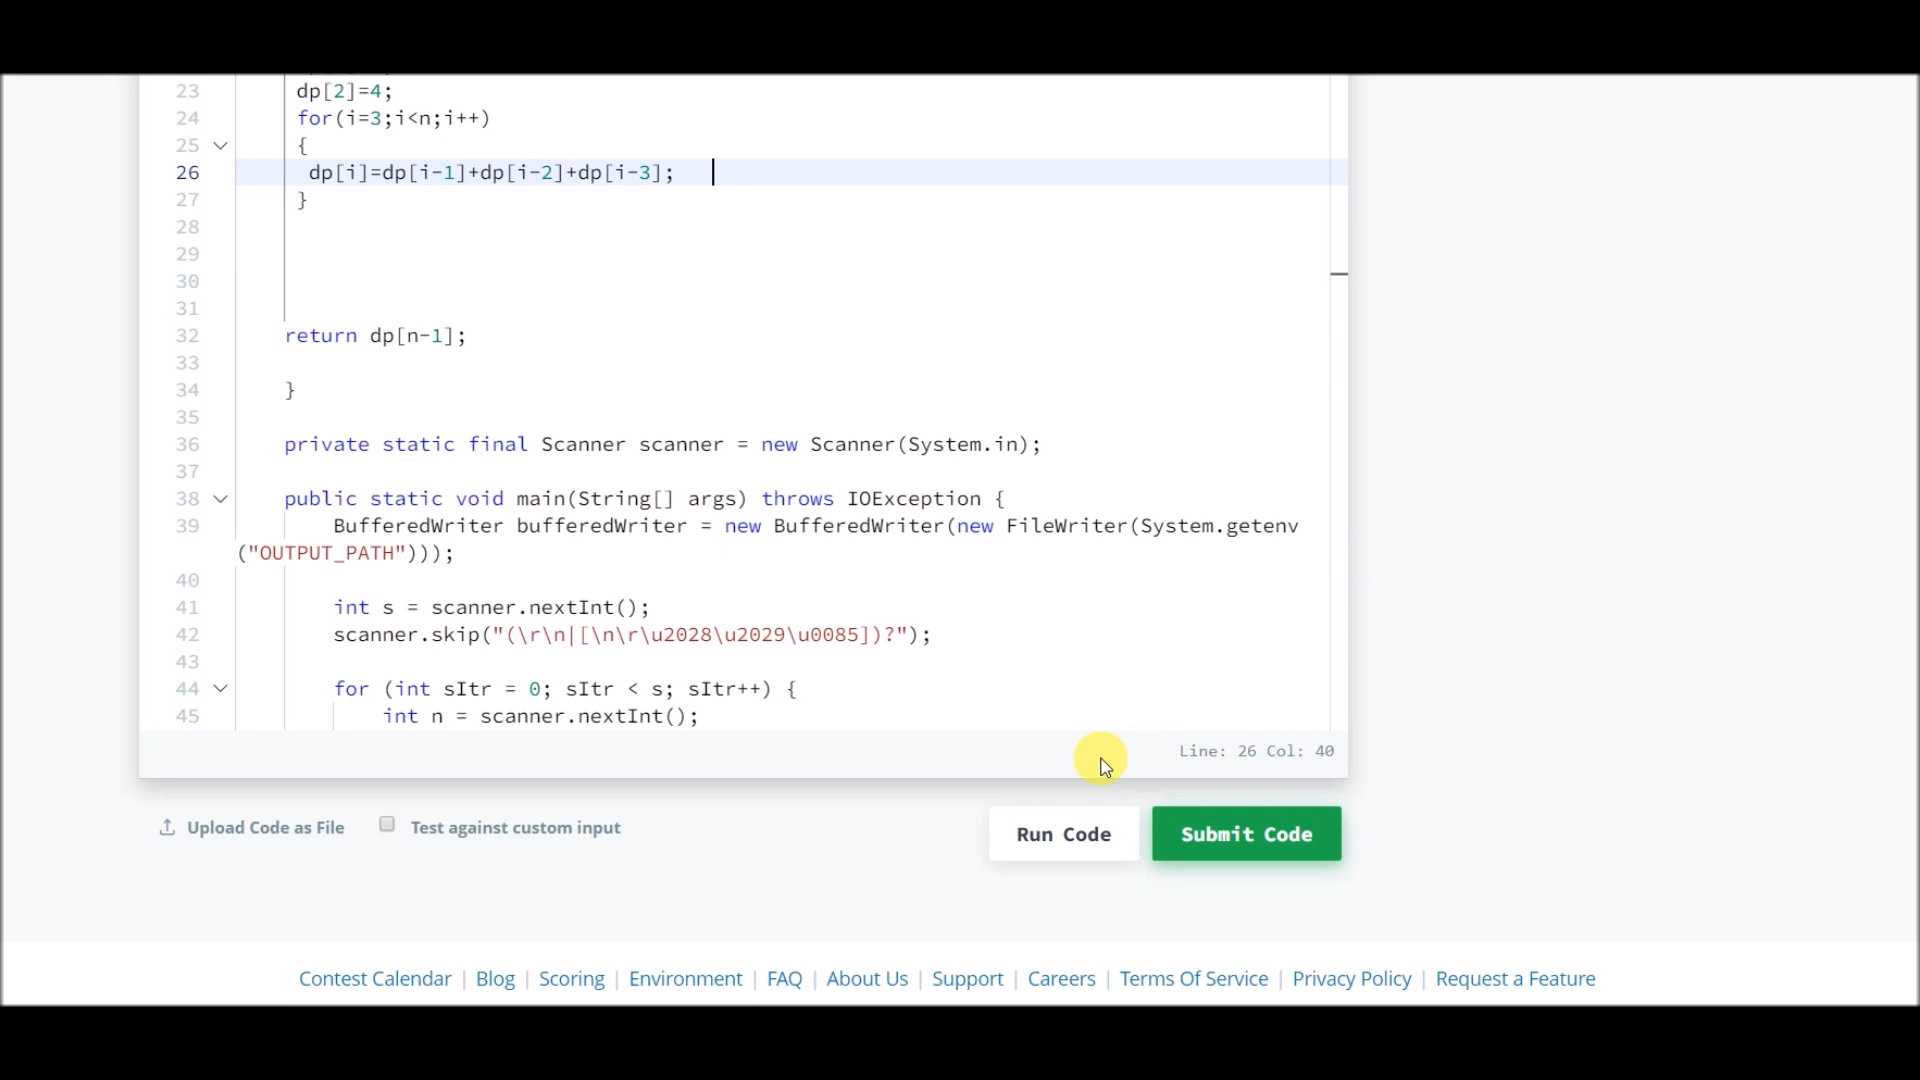 23 dp[2]=4;
24 for(i=3;i<n;i++)
25 {
26 dp[i]=dp[i-1]+dp[i-2]+dp[i-3];
27 }
28
29
30
31
32 return dp[n-1];
33
34 }
35
36 private static final Scanner scanner = new Scanner(System.in);
37
38 public static void main(String[] args) throws IOException {
39 BufferedWriter bufferedWriter = new BufferedWriter(new FileWriter(System.getenv
("OUTPUT_PATH")));
40
41 int s = scanner.nextInt();
42 scanner.skip("(\r\n|[\n\r\u2028\u2029\u0085])?");
43
44 for (int sItr = 0; sItr < s; sItr++) {
45 int n = scanner.nextInt();
Line: 26 Col: 40
Upload Code as File Test against custom input Run Code Submit Code
Contest Calendar | Blog | Scoring | Environment | FAQ | About Us | Support | Careers | Terms Of Service | Privacy Policy | Request a Feature